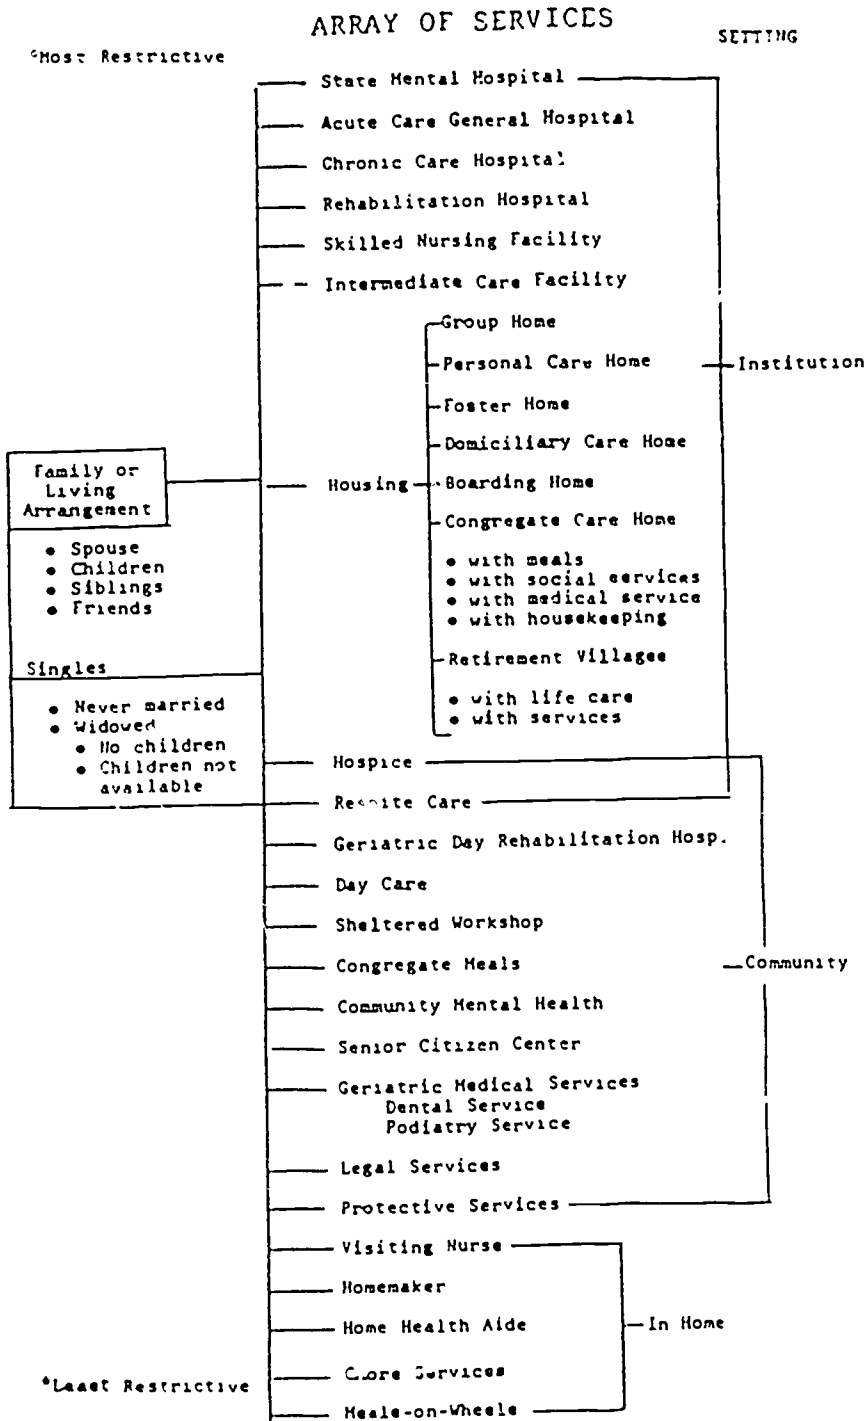 ARRAY OF SERVICES
SETTING
*Most Restrictive
State Mental Hospital
Acute Care General Hospital
Chronic Care Hospital
Rehabilitation Hospital
Skilled Nursing Facility
Intermediate Care Facility
Group Home
Personal Care Home
Institution
Foster Home
Domiciliary Care Home
Family or
Living
Arrangement
Housing
Boarding Home
Congregate Care Home
• Spouse
• Children
• Siblings
• Friends
• with meals
• with social services
• with medical service
• with housekeeping
Retirement Villagee
Singles
• with life care
• with services
• Never married
• Widowed
• No children
• Children not
available
Hospice
Respite Care
Geriatric Day Rehabilitation Hosp.
Day Care
Sheltered Workshop
Congregate Meals
Community
Community Mental Health
Senior Citizen Center
Geriatric Medical Services
Dental Service
Podiatry Service
Legal Services
Protective Services
Visiting Nurse
Homemaker
Home Health Aide
In Home
*Least Restrictive
Chore Services
Meals-on-Wheele